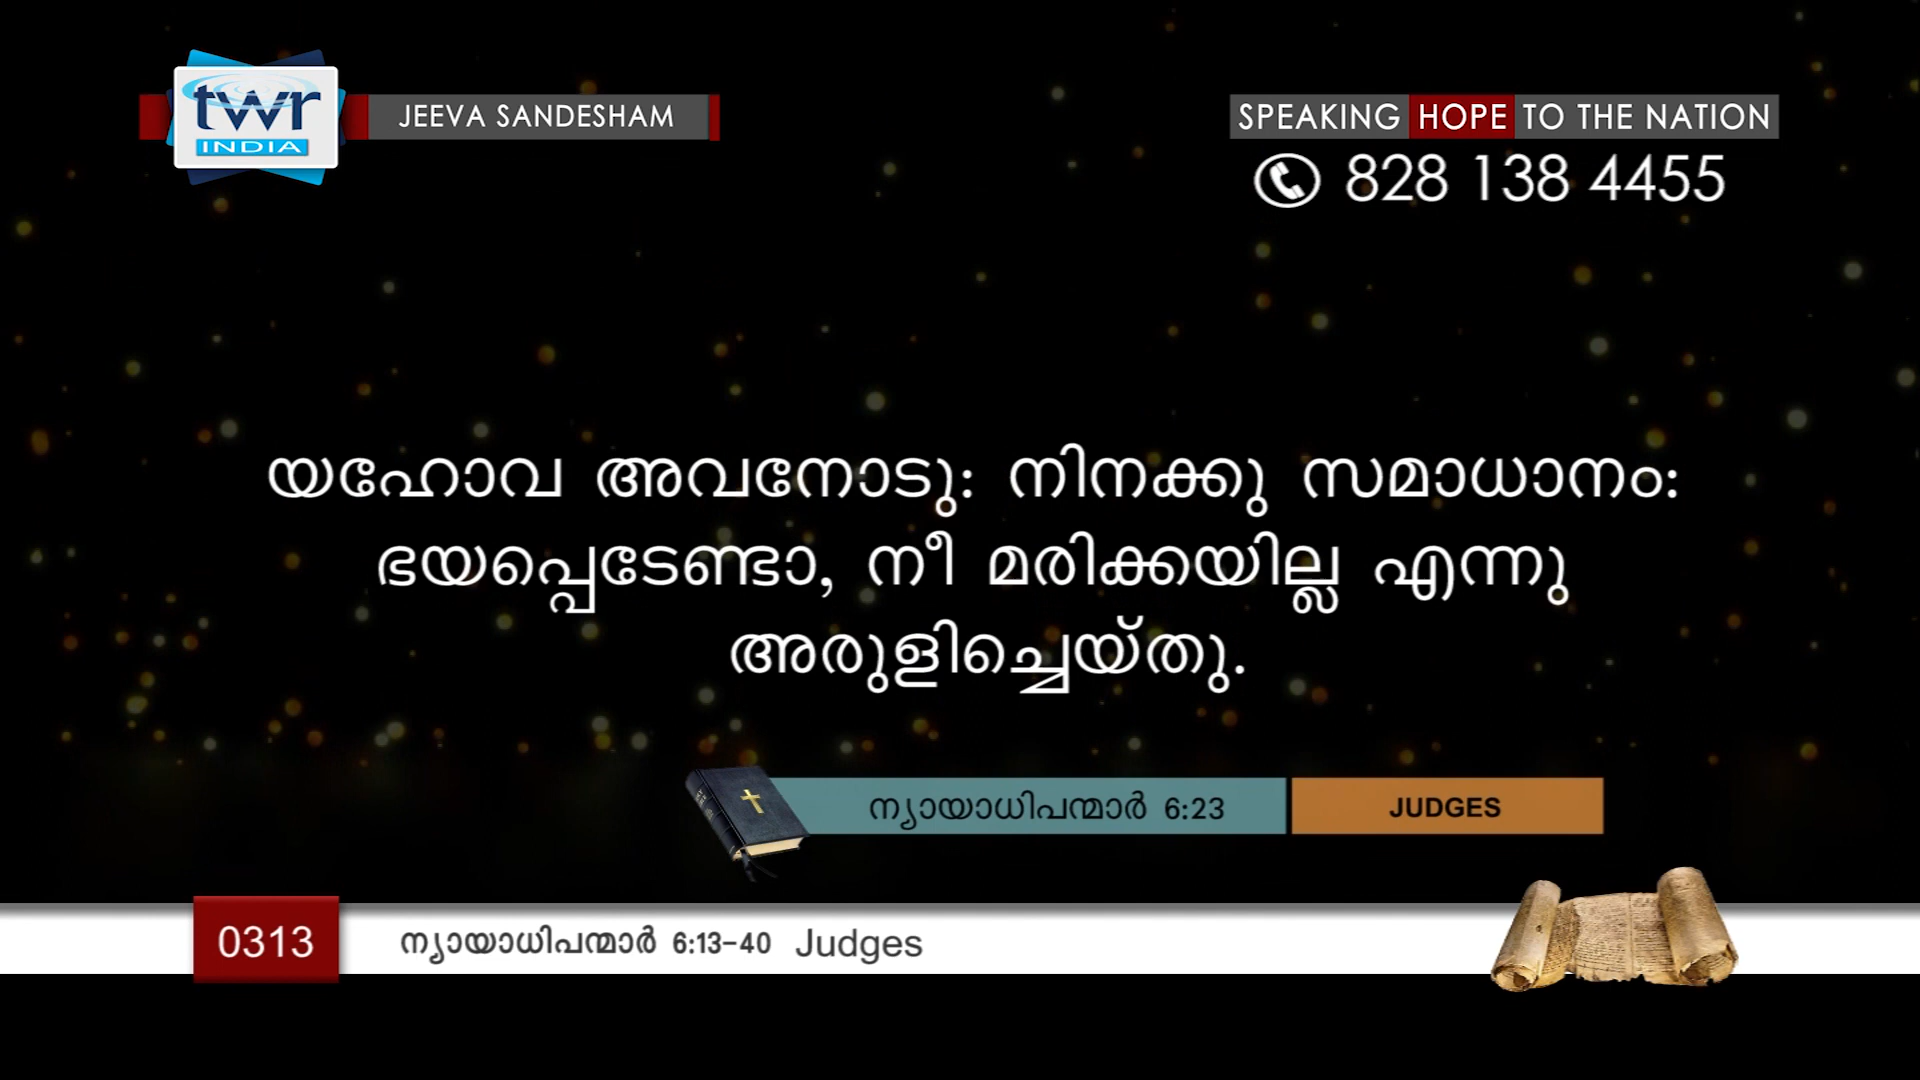 twr
INDIA
JEEVA SANDESHAM
SPEAKING HOPE TO THE NATION
828 138 4455
യഹോവ അവനോടു: നിനക്കു സമാധാനം:
ഭയപ്പെടേണ്ടാ, നീ മരിക്കയില്ല എന്നു
അരുളിച്ചെയ്തു.
ന്യായാധിപന്മാർ 6:23
JUDGES
0313
ന്യായാധിപന്മാർ 6:13-40 Judges